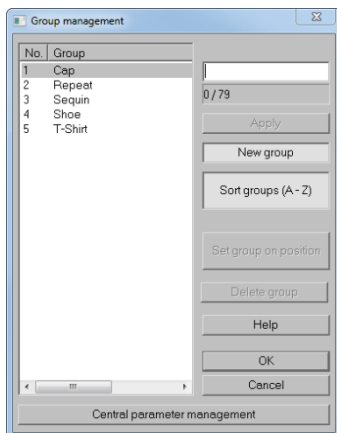 Group management
No. Group
1 Cap
2 Repeat
3 Sequin
4 Shoe
5 T-Shirt
0 / 79
Apply
New group
Sort groups (A - Z)
Set group on position
Delete group
Help
OK
Cancel
Central parameter management